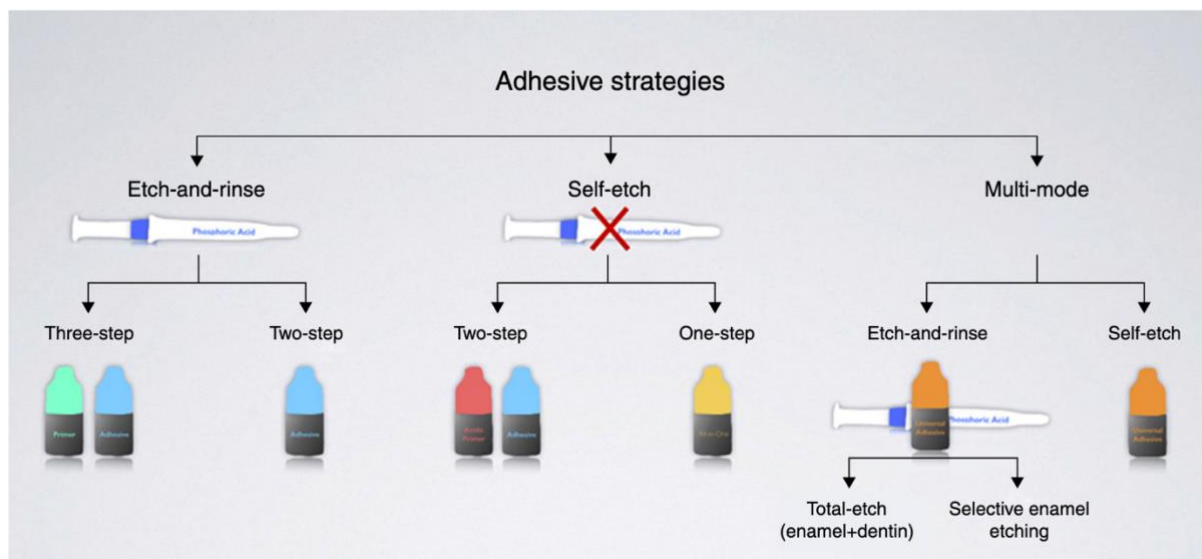 Adhesive strategies
Etch-and-rinse
Self-etch
Multi-mode
Phosphoric Acid
Phosphoric Acid
Three-step
Two-step
Two-step
One-step
Etch-and-rinse
Self-etch
Primer
Adhesive
Adhesive
Acidic
Primer
Adhesive
All-in-One
Universal
Adhesive
Phosphoric Acid
Universal
Adhesive
Total-etch
(enamel+dentin)
Selective enamel
etching